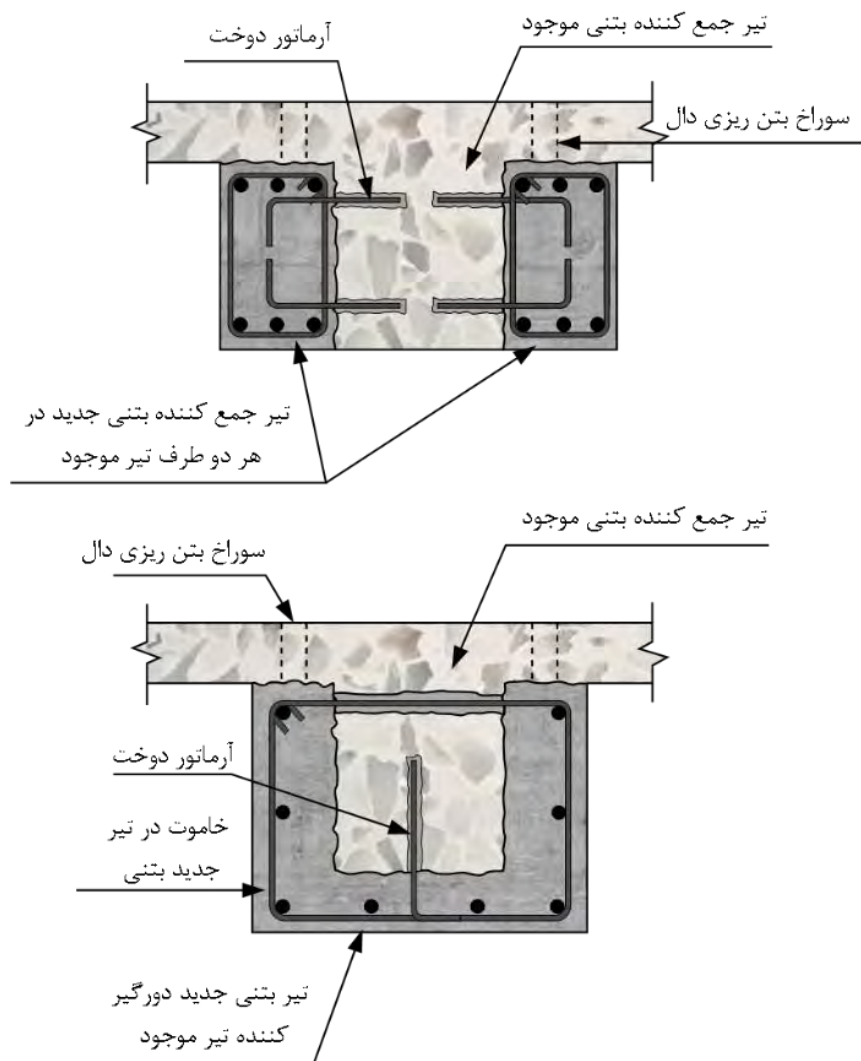 تیر جمع کننده بتنی موجود
آرماتور دوخت
سوراخ بتن ریزی دال
تیر جمع کننده بتنی جدید در
هر دو طرف تیر موجود
تیر جمع کننده بتنی موجود
سوراخ بتن ریزی دال
آرماتور دوخت
خاموت در تیر
جدید بتنی
تیر بتنی جدید دورگیر
کننده تیر موجود